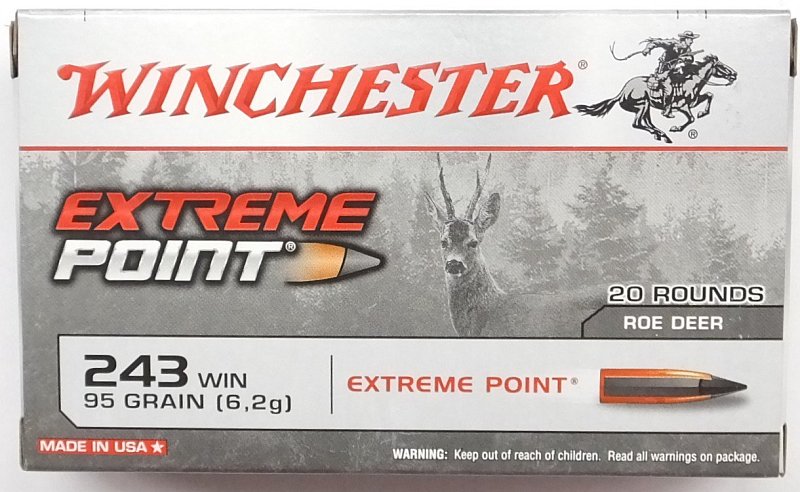 WINCHESTER®
®
EXTREME
POINT®
20 ROUNDS
ROE DEER
243 WIN
95 GRAIN (6,2g)
EXTREME POINT®
MADE IN USA★
WARNING: Keep out of reach of children. Read all warnings on package.